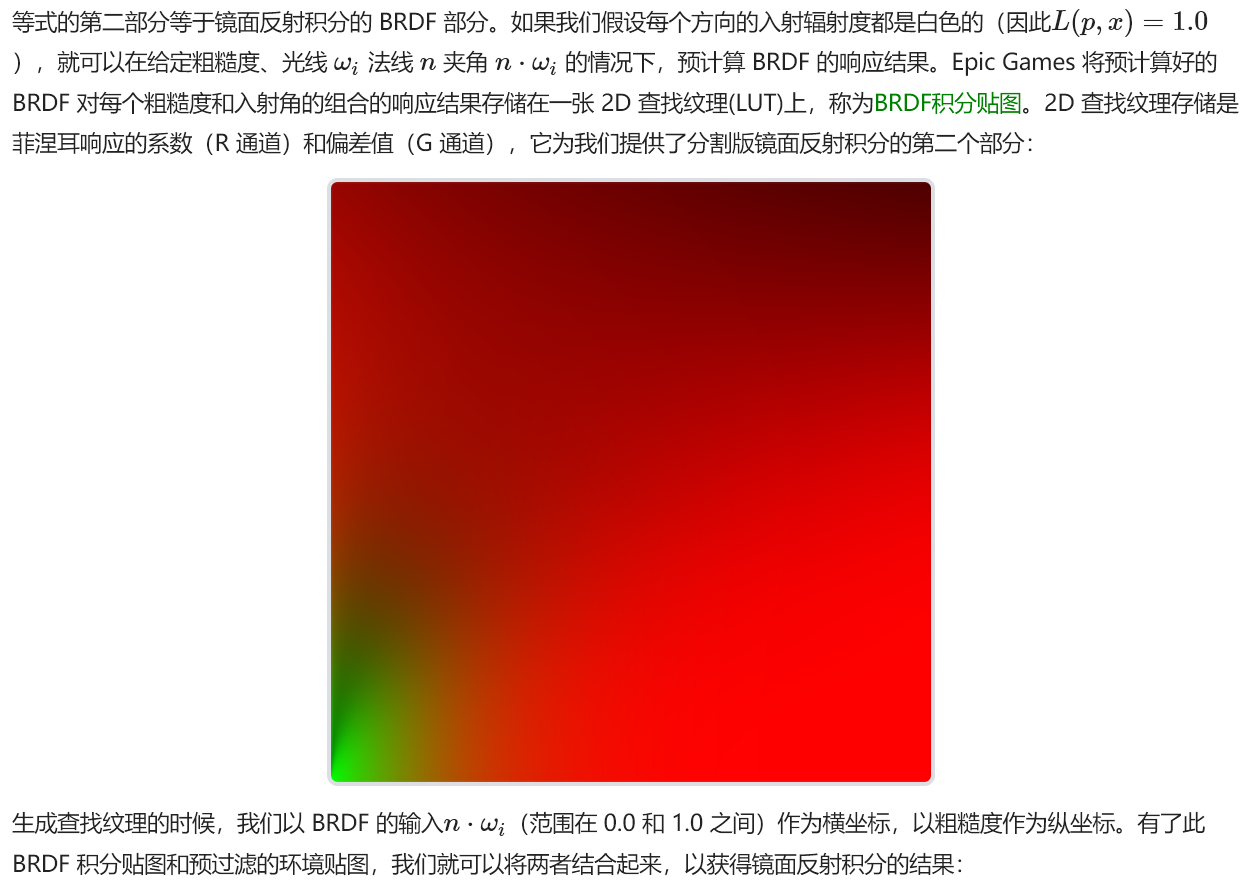 等式的第二部分等于镜面反射积分的 BRDF 部分。如果我们假设每个方向的入射辐射度都是白色的（因此L(p, x) = 1.0
），就可以在给定粗糙度、光线 ωᵢ 法线 n 夹角 n · ωᵢ 的情况下，预计算 BRDF 的响应结果。Epic Games 将预计算好的
BRDF 对每个粗糙度和入射角的组合的响应结果存储在一张 2D 查找纹理(LUT)上，称为BRDF积分贴图。2D 查找纹理存储是
菲涅耳响应的系数（R 通道）和偏差值（G 通道），它为我们提供了分割版镜面反射积分的第二个部分：
生成查找纹理的时候，我们以 BRDF 的输入n · ωᵢ（范围在 0.0 和 1.0 之间）作为横坐标，以粗糙度作为纵坐标。有了此
BRDF 积分贴图和预过滤的环境贴图，我们就可以将两者结合起来，以获得镜面反射积分的结果：